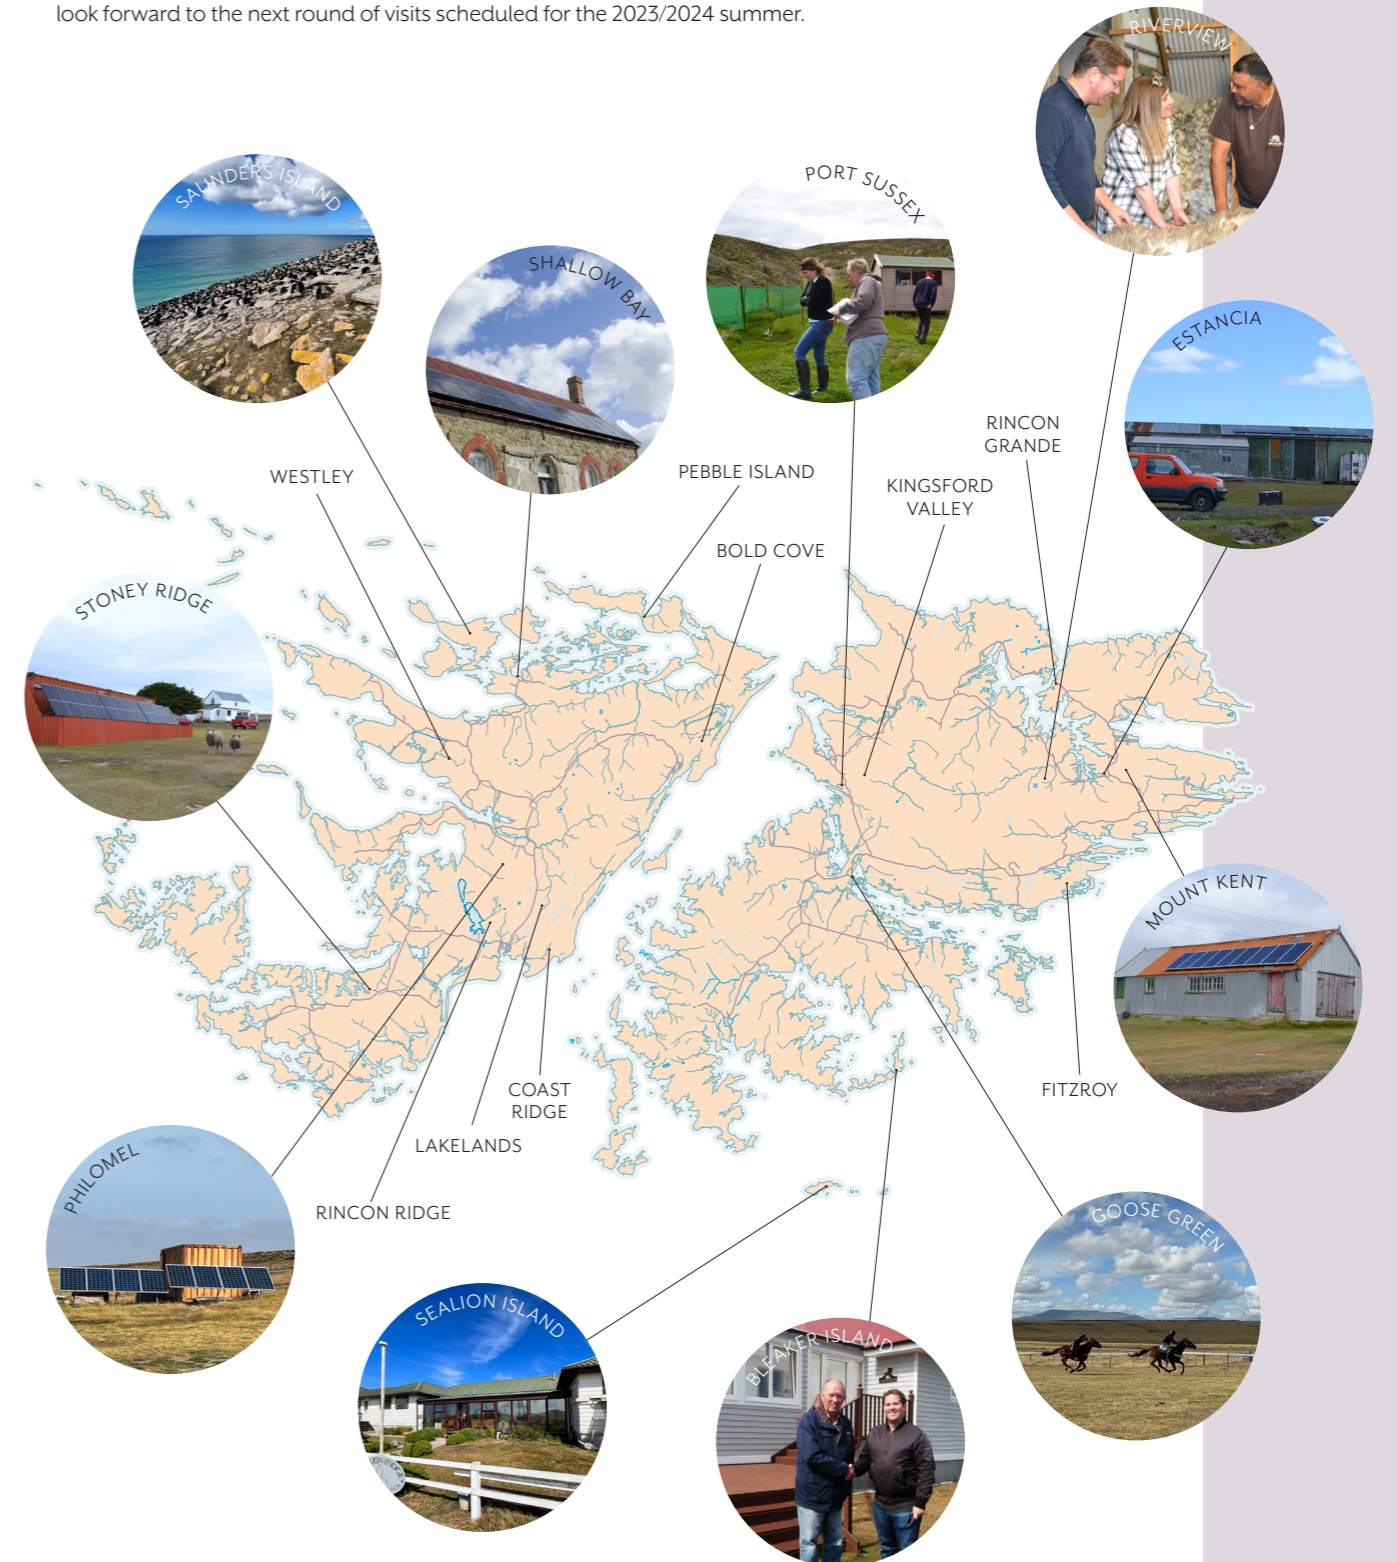 look forward to the next round of visits scheduled for the 2023/2024 summer.
RIVERVIEW
SAUNDERS ISLAND
PORT SUSSEX
SHALLOW BAY
ESTANCIA
RINCON
GRANDE
WESTLEY
PEBBLE ISLAND
KINGSFORD
VALLEY
BOLD COVE
STONEY RIDGE
MOUNT KENT
COAST
RIDGE
FITZROY
LAKELANDS
PHILOMEL
RINCON RIDGE
GOOSE GREEN
SEALION ISLAND
BLEAKER ISLAND